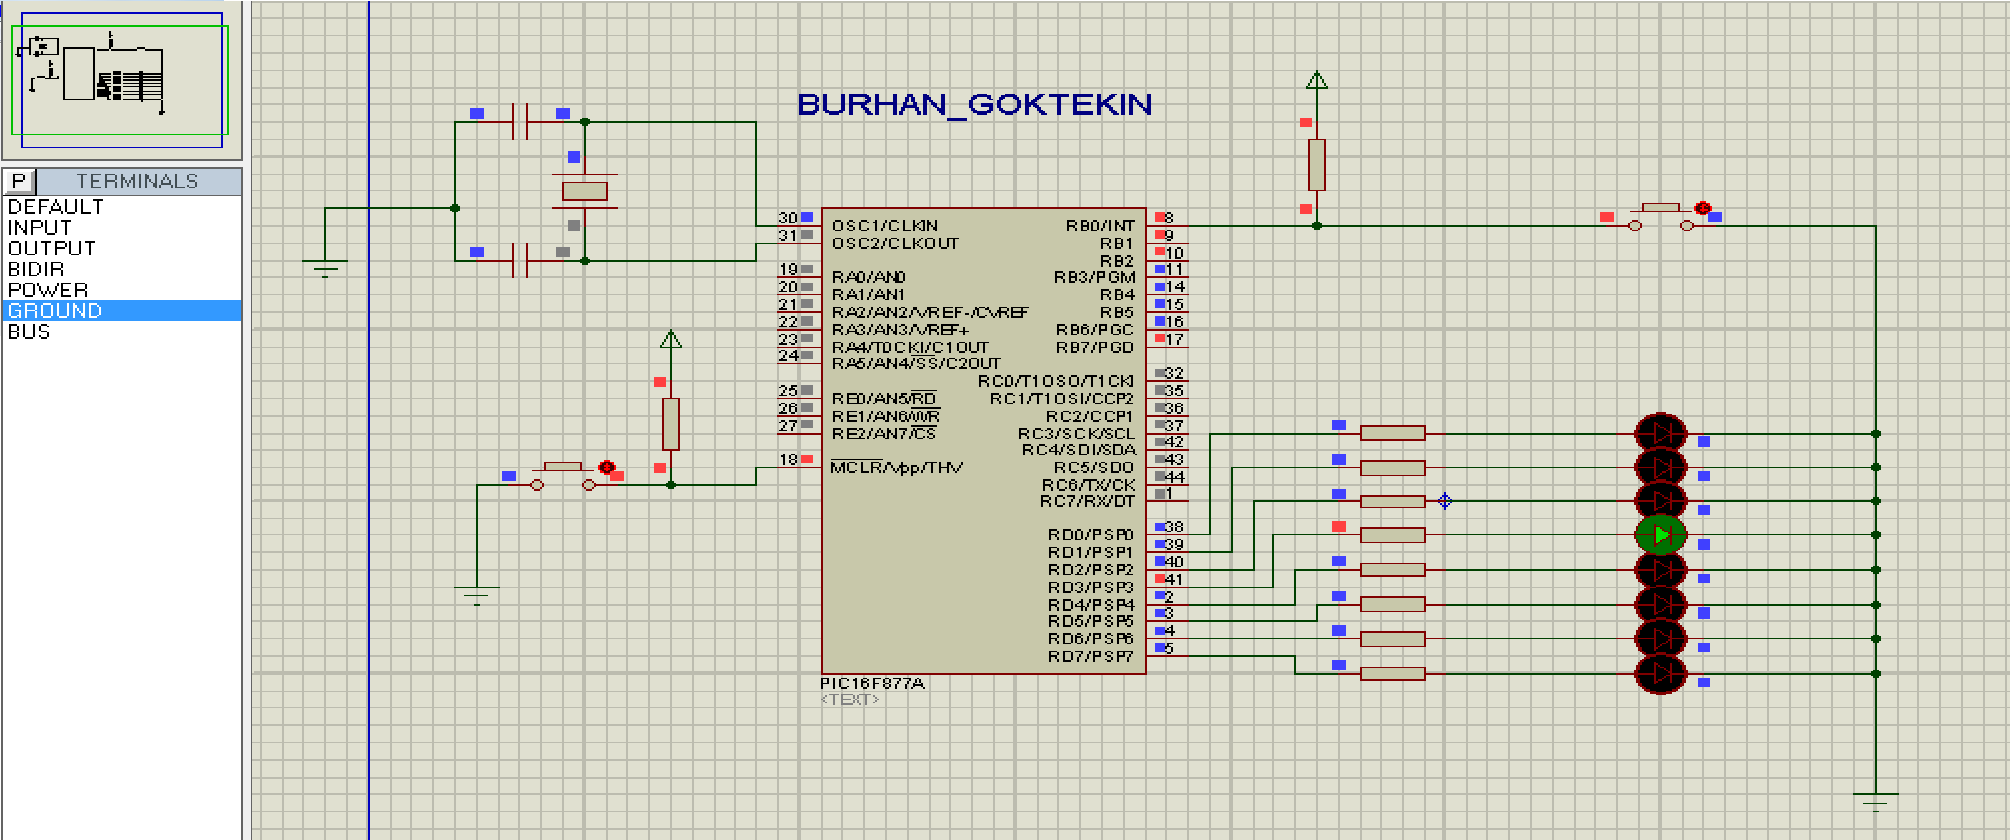 BURHAN_GOKTEKIN
P TERMINALS
DEFAULT
INPUT
OUTPUT
BIDIR
POWER
GROUND
BUS
30 OSC1/CLKIN
31 OSC2/CLKOUT
19 RA0/AN0
20 RA1/AN1
21 RA2/AN2/VREF-/CVREF
22 RA3/AN3/VREF+
23 RA4/T0CKI/C1OUT
24 RA5/AN4/SS/C2OUT
25 RE0/AN5/RD
26 RE1/AN6/WR
27 RE2/AN7/CS
18 MCLR/Vpp/THV
RB0/INT 8
RB1 9
RB2 10
RB3/PGM 11
RB4 14
RB5 15
RB6/PGC 16
RB7/PGD 17
RC0/T1OSO/T1CKI 32
RC1/T1OSI/CCP2 35
RC2/CCP1 36
RC3/SCK/SCL 37
RC4/SDI/SDA 42
RC5/SDO 43
RC6/TX/CK 44
RC7/RX/DT 1
RD0/PSP0 38
RD1/PSP1 39
RD2/PSP2 40
RD3/PSP3 41
RD4/PSP4 2
RD5/PSP5 3
RD6/PSP6 4
RD7/PSP7 5
PIC16F877A
<TEXT>